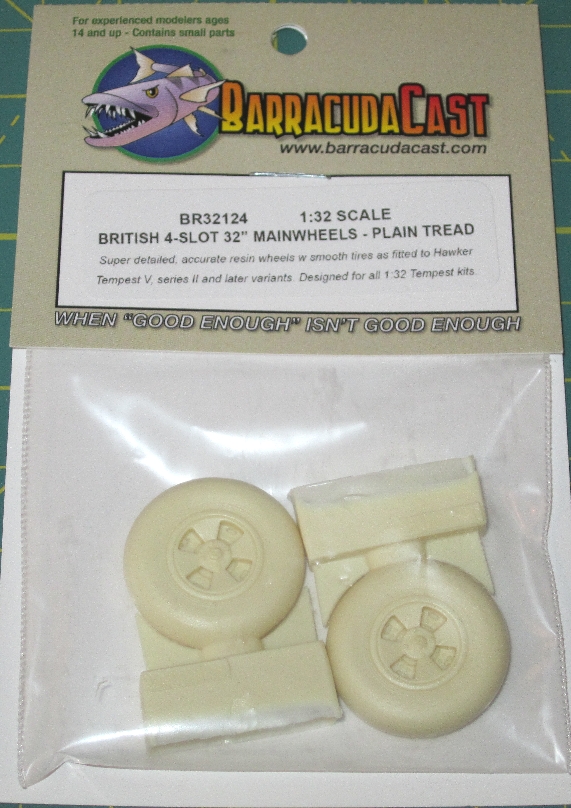 For experienced modelers ages
14 and up - Contains small parts
BARRACUDACAST
www.barracudacast.com
BR32124 1:32 SCALE
BRITISH 4-SLOT 32" MAINWHEELS - PLAIN TREAD
Super detailed, accurate resin wheels w smooth tires as fitted to Hawker
Tempest V, series II and later variants. Designed for all 1:32 Tempest kits.
WHEN "GOOD ENOUGH" ISN'T GOOD ENOUGH